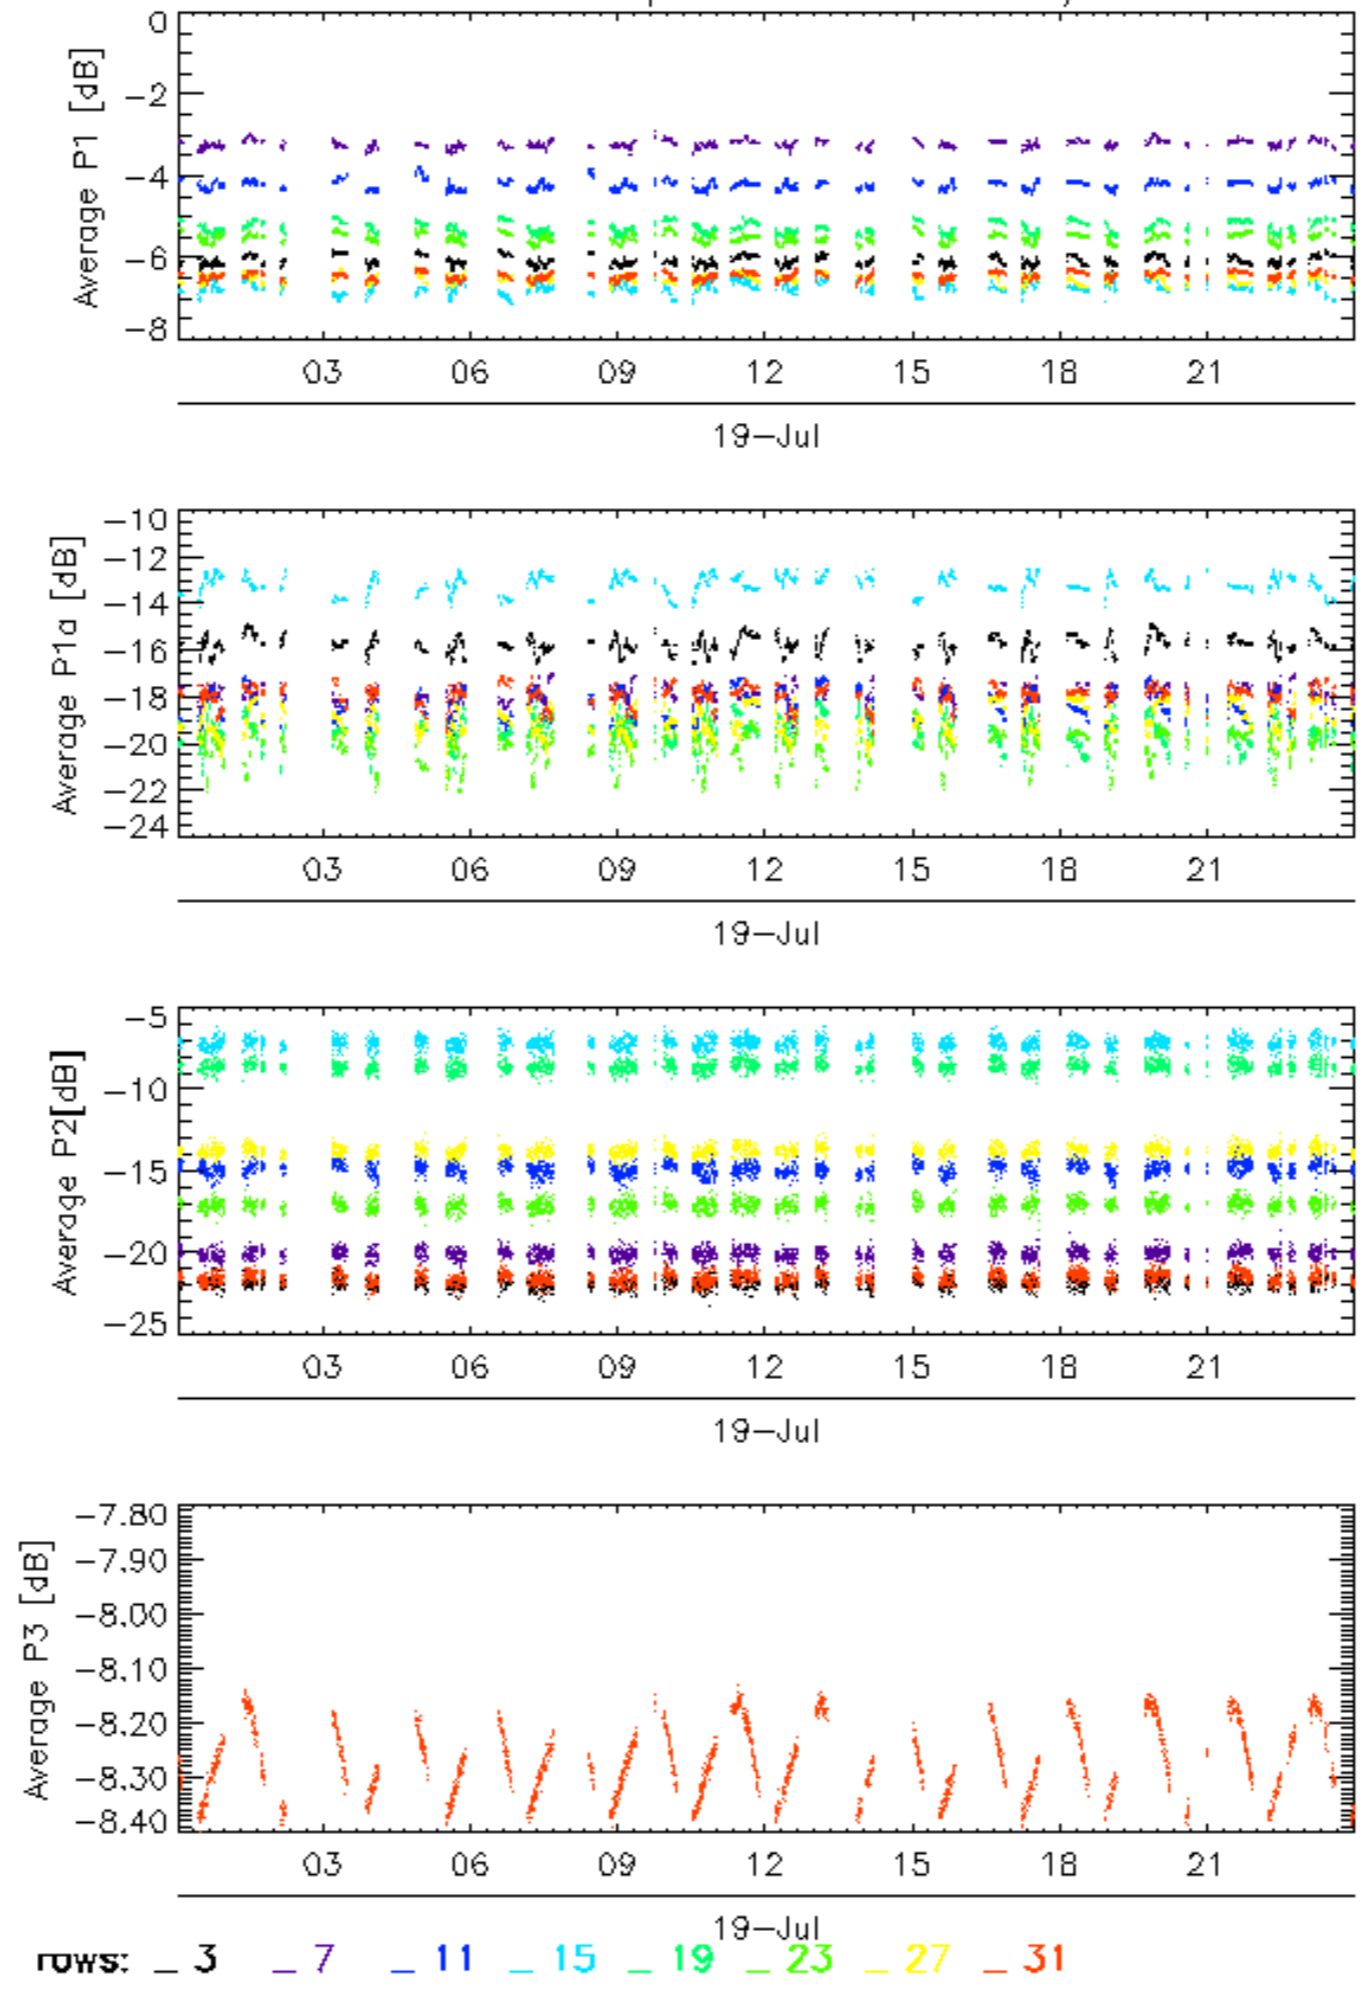 0
-2
-4
-6
-8
Average P1 [dB]
03 06 09 12 15 18 21
19-Jul
-10
-12
-14
-16
-18
-20
-22
-24
Average P1a [dB]
03 06 09 12 15 18 21
19-Jul
-5
-10
-15
-20
-25
Average P2[dB]
03 06 09 12 15 18 21
19-Jul
-7.80
-7.90
-8.00
-8.10
-8.20
-8.30
-8.40
Average P3 [dB]
03 06 09 12 15 18 21
19-Jul
rows: _ 3 _ 7 _ 11 _ 15 _ 19 _ 23 _ 27 _ 31